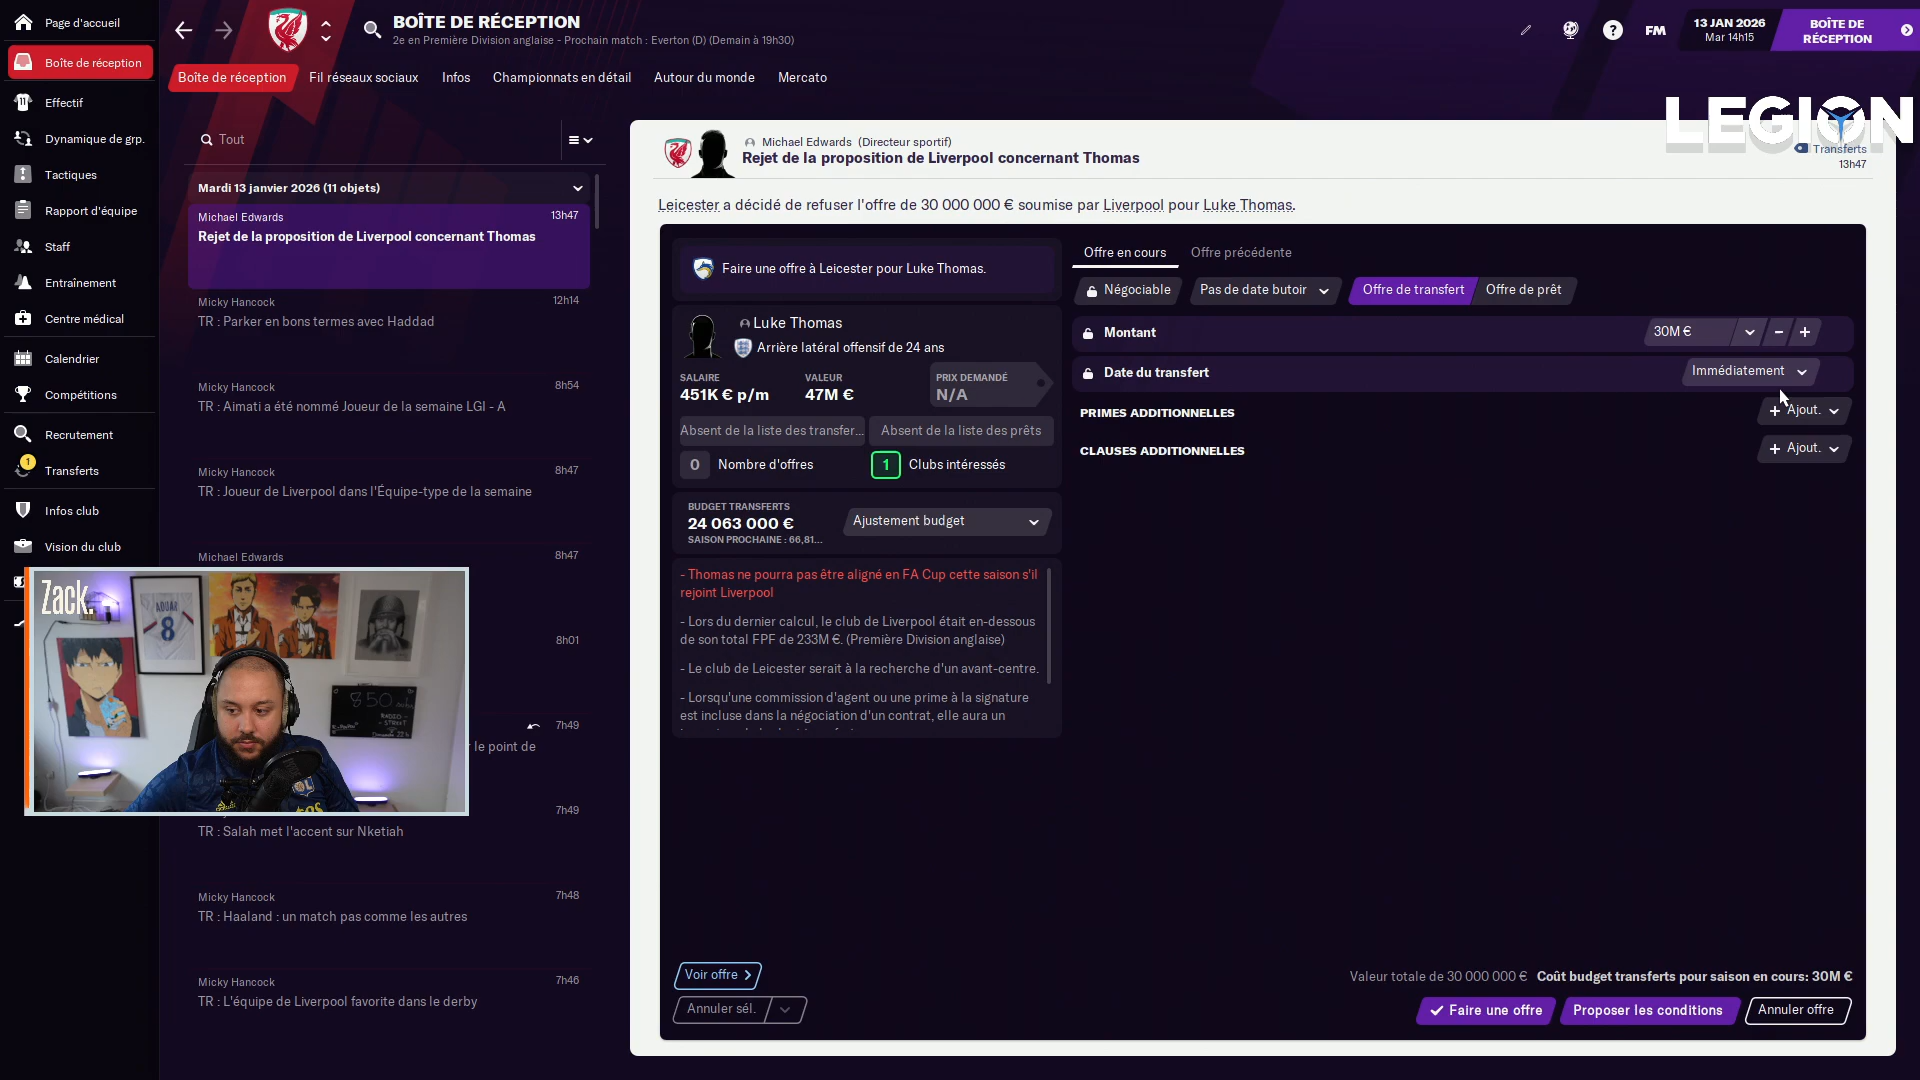 Page d'accueil
Boîte de réception
Effectif
Dynamique de grp.
Tactiques
Rapport d'équipe
Staff
Entraînement
Centre médical
Calendrier
Compétitions
Recrutement
1
Transferts
Infos club
Vision du club
BOÎTE DE RÉCEPTION
2e en Première Division anglaise - Prochain match : Everton (D) (Demain à 19h30)
FM
13 JAN 2026
Mar 14h15
BOÎTE DE
RÉCEPTION
Boîte de réception
Fil réseaux sociaux
Infos
Championnats en détail
Autour du monde
Mercato
LEGION
Tout
Mardi 13 janvier 2026 (11 objets)
Michael Edwards 13h47
Rejet de la proposition de Liverpool concernant Thomas
Micky Hancock 12h14
TR : Parker en bons termes avec Haddad
Micky Hancock 8h54
TR : Aimati a été nommé Joueur de la semaine LGI - A
Micky Hancock 8h47
TR : Joueur de Liverpool dans l'Équipe-type de la semaine
Michael Edwards 8h47
8h01
7h49
le point de
7h49
TR : Salah met l'accent sur Nketiah
Micky Hancock 7h48
TR : Haaland : un match pas comme les autres
Micky Hancock 7h46
TR : L'équipe de Liverpool favorite dans le derby
Zack.
AOUAR
8
850
Michael Edwards (Directeur sportif)
Rejet de la proposition de Liverpool concernant Thomas
Transferts
13h47
Leicester a décidé de refuser l'offre de 30 000 000 € soumise par Liverpool pour Luke Thomas.
Faire une offre à Leicester pour Luke Thomas.
Luke Thomas
Arrière latéral offensif de 24 ans
SALAIRE
451K € p/m
VALEUR
47M €
PRIX DEMANDÉ
N/A
Absent de la liste des transfer...
Absent de la liste des prêts
0 Nombre d'offres
1 Clubs intéressés
BUDGET TRANSFERTS
24 063 000 €
SAISON PROCHAINE : 66,81...
Ajustement budget
- Thomas ne pourra pas être aligné en FA Cup cette saison s'il
rejoint Liverpool
- Lors du dernier calcul, le club de Liverpool était en-dessous
de son total FPF de 233M €. (Première Division anglaise)
- Le club de Leicester serait à la recherche d'un avant-centre.
- Lorsqu'une commission d'agent ou une prime à la signature
est incluse dans la négociation d'un contrat, elle aura un
Offre en cours
Offre précédente
Négociable
Pas de date butoir
Offre de transfert
Offre de prêt
Montant
30M €
Date du transfert
Immédiatement
PRIMES ADDITIONNELLES
+ Ajout.
CLAUSES ADDITIONNELLES
+ Ajout.
Voir offre
Annuler sél.
Valeur totale de 30 000 000 € Coût budget transferts pour saison en cours: 30M €
Faire une offre
Proposer les conditions
Annuler offre